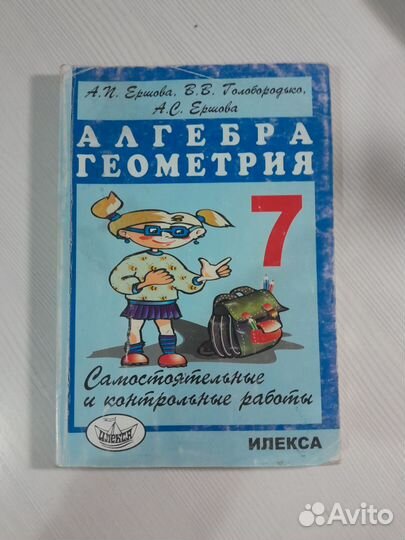 А.П. Ершова, В.В. Голобородько,
А.С. Ершова
АЛГЕБРА
ГЕОМЕТРИЯ
7
Самостоятельные
и контрольные работы
илекса
ИЛЕКСА
Avito